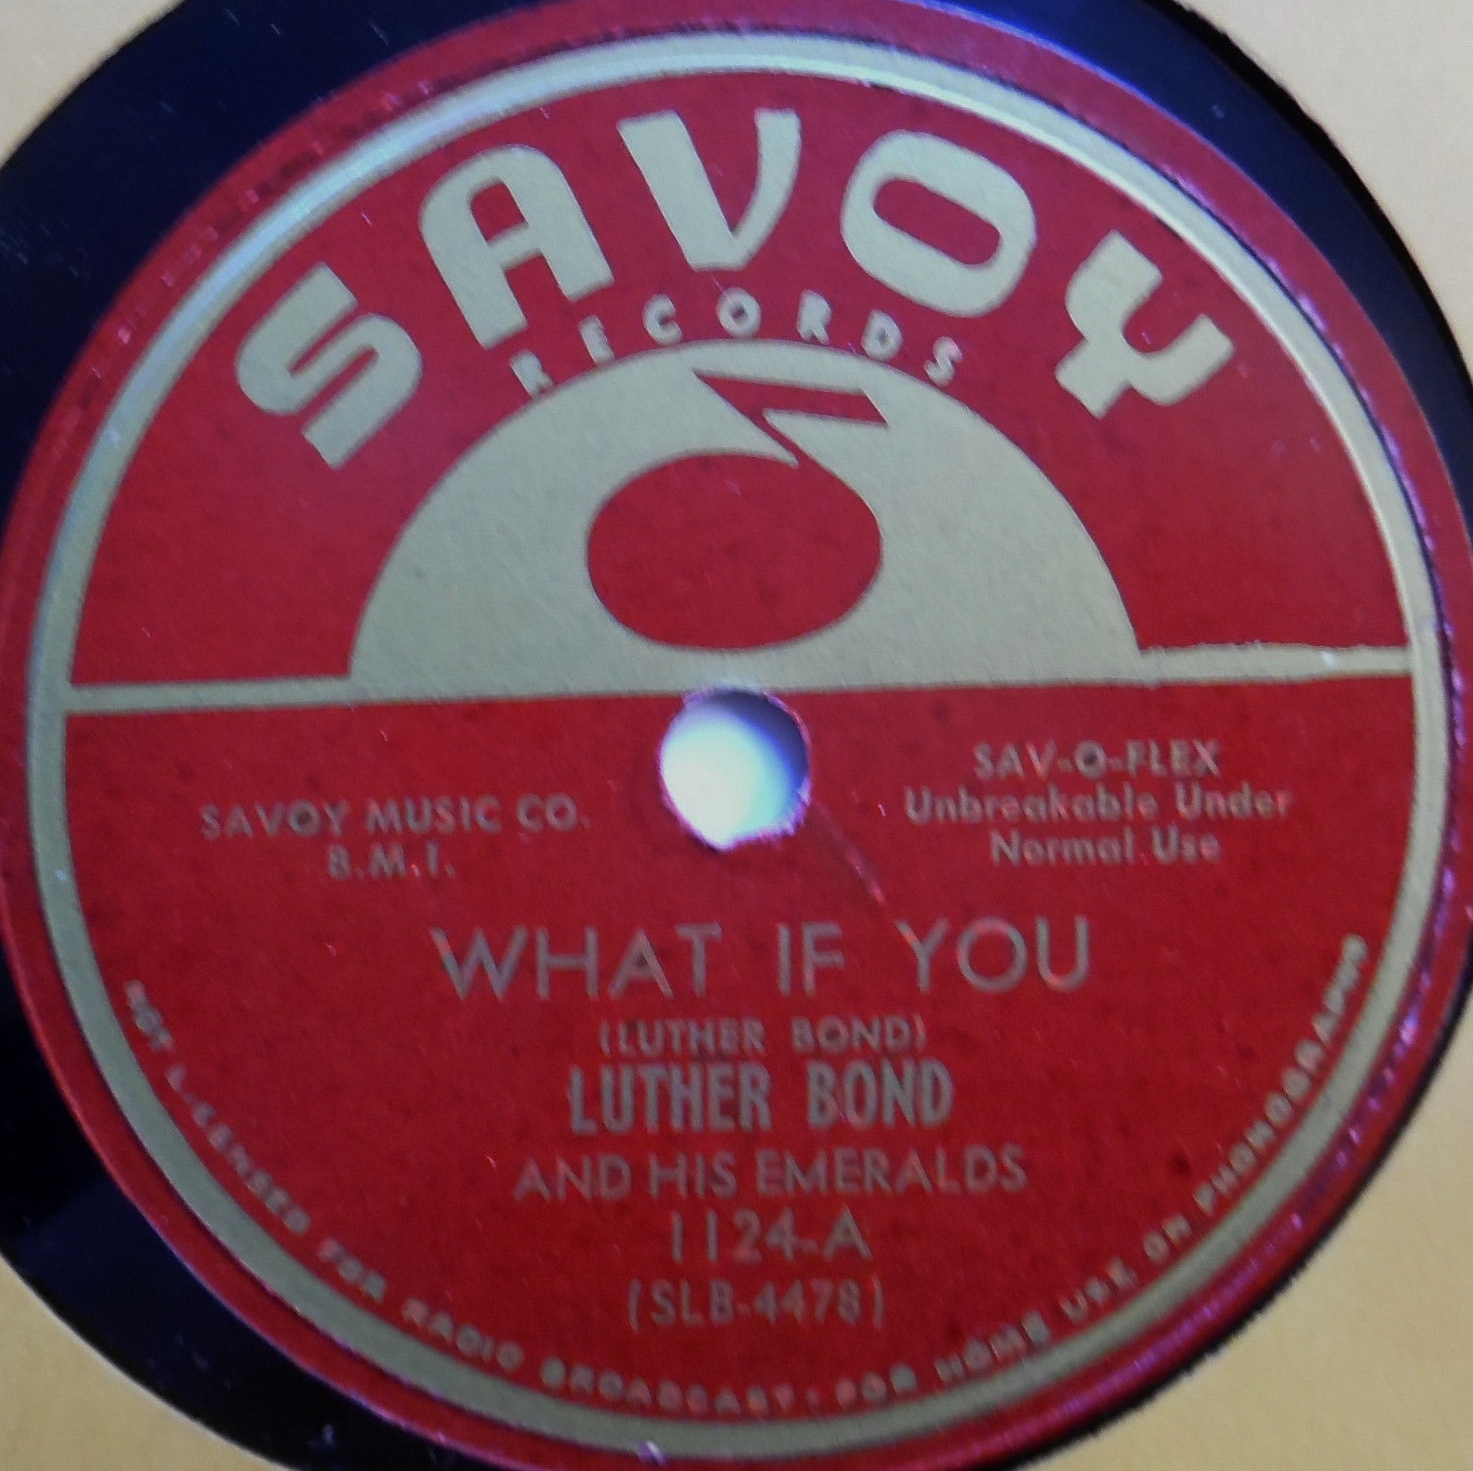 SAVOY
RECORDS
SAVOY MUSIC CO.
B.M.I.
SAV-O-FLEX
Unbreakable Under
Normal Use
WHAT IF YOU
(LUTHER BOND)
LUTHER BOND
AND HIS EMERALDS
1124-A
(SLB-4478)
NOT LICENSED FOR RADIO BROADCAST · FOR HOME USE ON PHONOGRAPHS